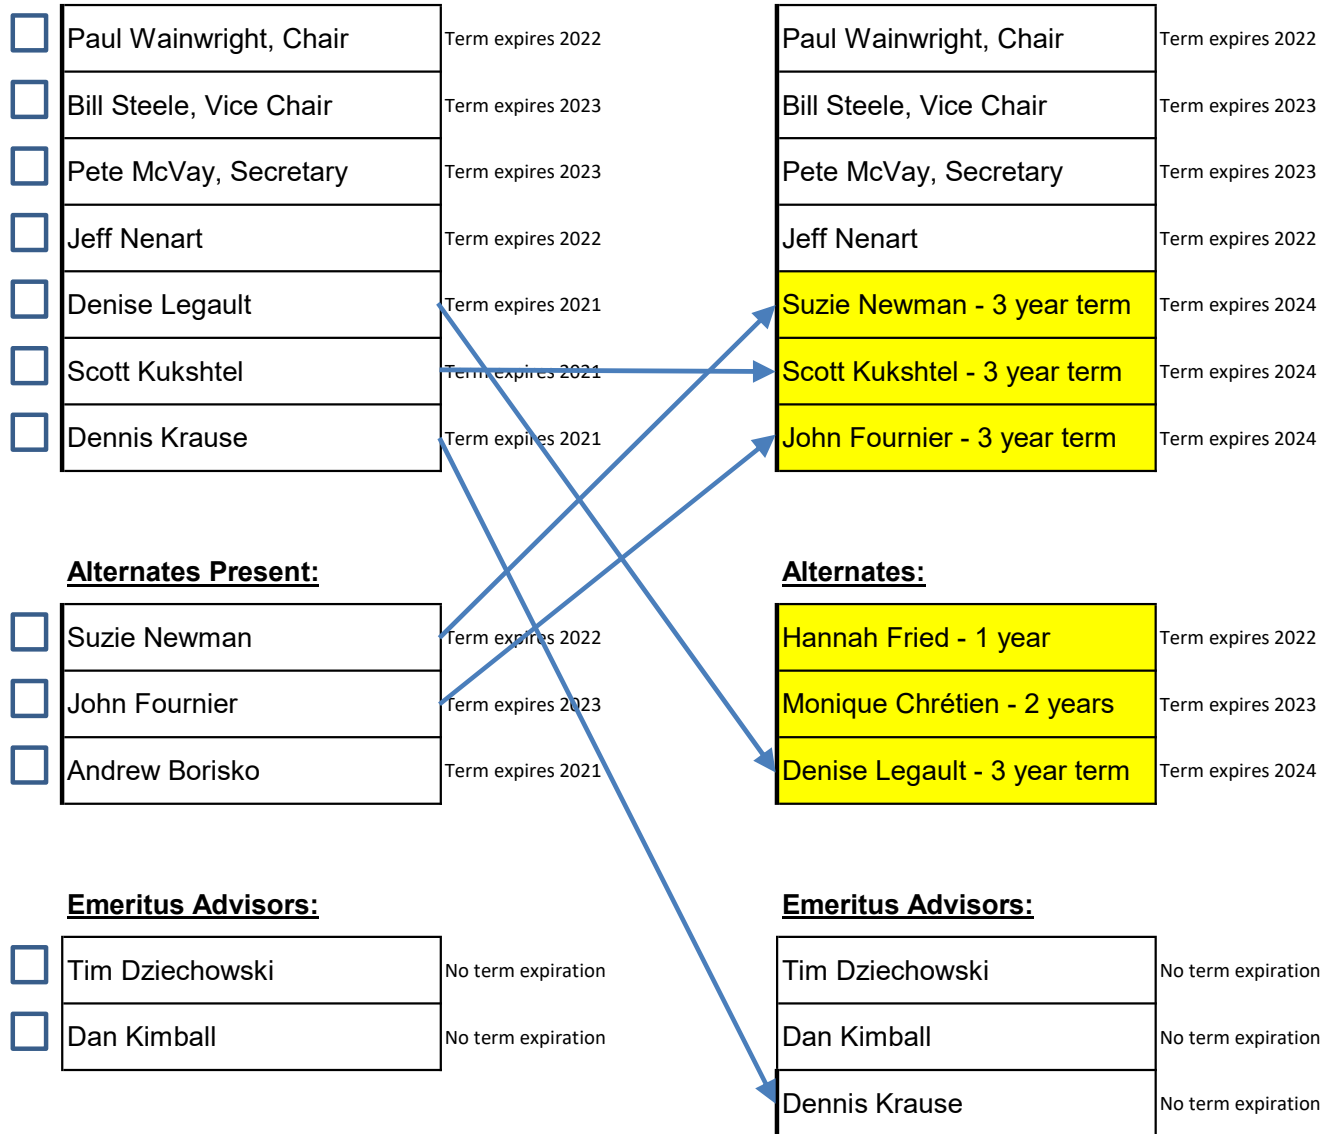 Paul Wainwright, Chair Term expires 2022 Paul Wainwright, Chair Term expires 2022
Bill Steele, Vice Chair Term expires 2023 Bill Steele, Vice Chair Term expires 2023
Pete McVay, Secretary Term expires 2023 Pete McVay, Secretary Term expires 2023
Jeff Nenart Term expires 2022 Jeff Nenart Term expires 2022
Denise Legault Term expires 2021 Suzie Newman - 3 year term Term expires 2024
Scott Kukshtel Term expires 2021 Scott Kukshtel - 3 year term Term expires 2024
Dennis Krause Term expires 2021 John Fournier - 3 year term Term expires 2024
Alternates Present: Alternates:
Suzie Newman Term expires 2022 Hannah Fried - 1 year Term expires 2022
John Fournier Term expires 2023 Monique Chrétien - 2 years Term expires 2023
Andrew Borisko Term expires 2021 Denise Legault - 3 year term Term expires 2024
Emeritus Advisors: Emeritus Advisors:
Tim Dziechowski No term expiration Tim Dziechowski No term expiration
Dan Kimball No term expiration Dan Kimball No term expiration
Dennis Krause No term expiration